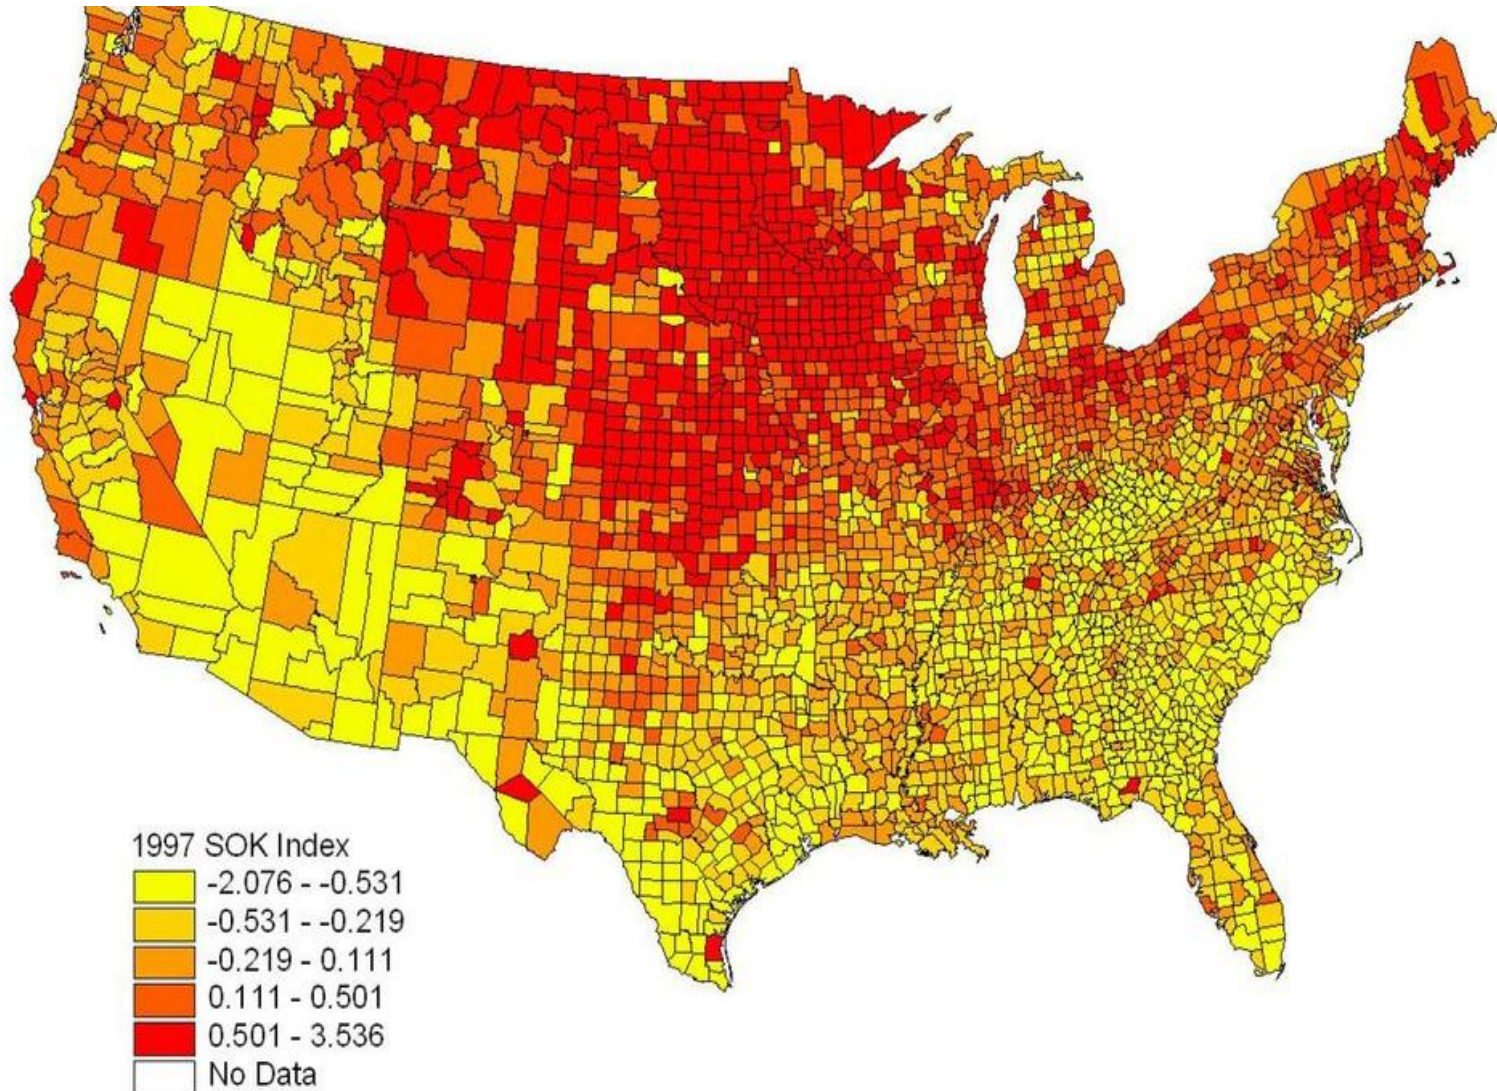 1997 SOK Index
-2.076 - -0.531
-0.531 - -0.219
-0.219 - 0.111
0.111 - 0.501
0.501 - 3.536
No Data